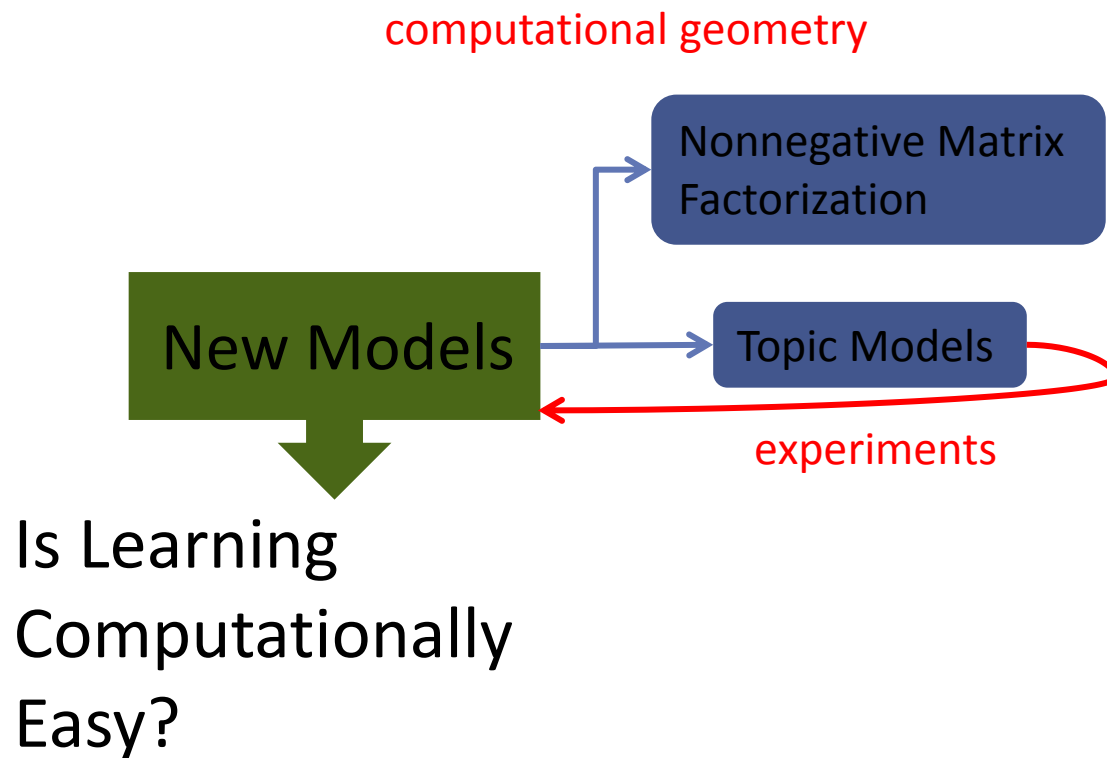 computational geometry
Nonnegative Matrix
Factorization
New Models
Topic Models
experiments
Is Learning
Computationally
Easy?